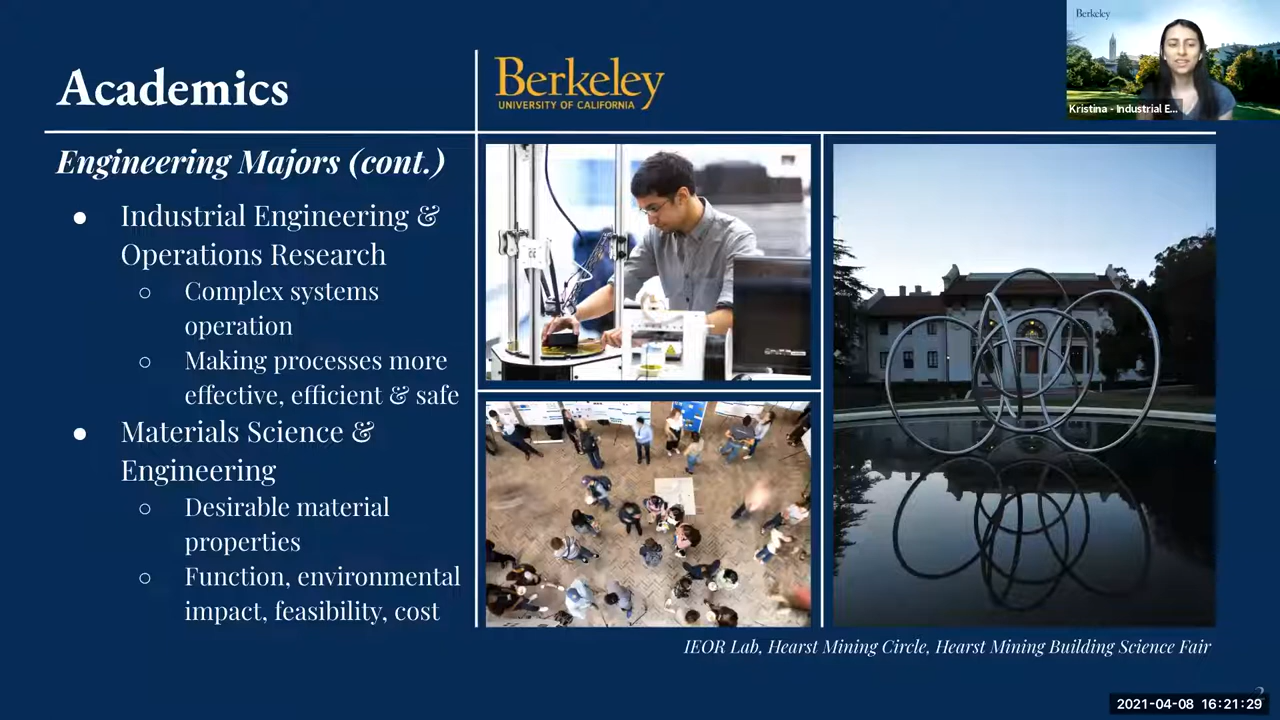 Academics
Berkeley
UNIVERSITY OF CALIFORNIA
Berkeley
Kristina - Industrial E...
Engineering Majors (cont.)
● Industrial Engineering &
Operations Research
○ Complex systems
operation
○ Making processes more
effective, efficient & safe
● Materials Science &
Engineering
○ Desirable material
properties
○ Function, environmental
impact, feasibility, cost
IEOR Lab, Hearst Mining Circle, Hearst Mining Building Science Fair
2
2021-04-08 16:21:29